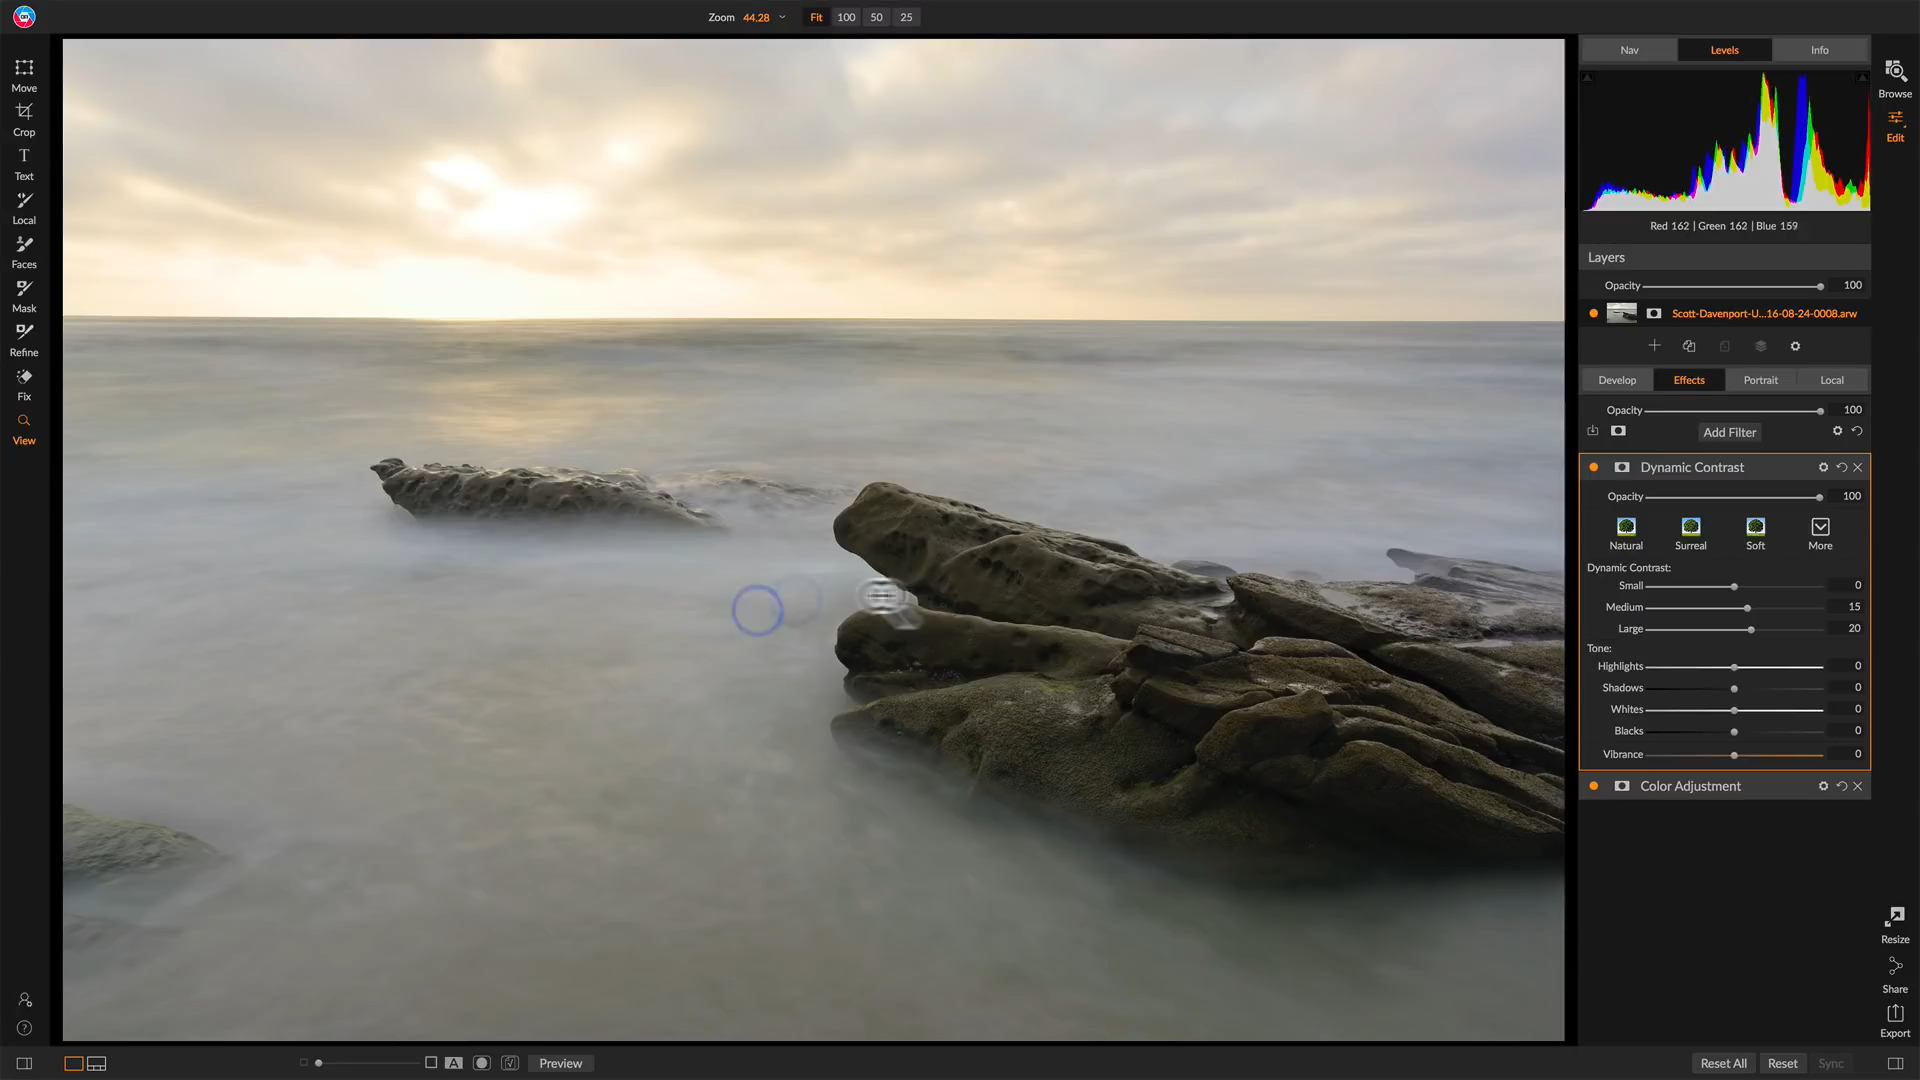 Zoom 44.28 Fit 100 50 25
Move
Crop
T
Text
Local
Faces
Mask
Refine
Fix
View
Nav Levels Info
Red 162 | Green 162 | Blue 159
Layers
Opacity 100
Scott-Davenport-U...16-08-24-0008.arw
Develop Effects Portrait Local
Opacity 100
Add Filter
Dynamic Contrast
Opacity 100
Natural Surreal Soft More
Dynamic Contrast:
Small 0
Medium 15
Large 20
Tone:
Highlights 0
Shadows 0
Whites 0
Blacks 0
Vibrance 0
Color Adjustment
Browse
Edit
Resize
Share
Export
?
A Preview
Reset All Reset Sync